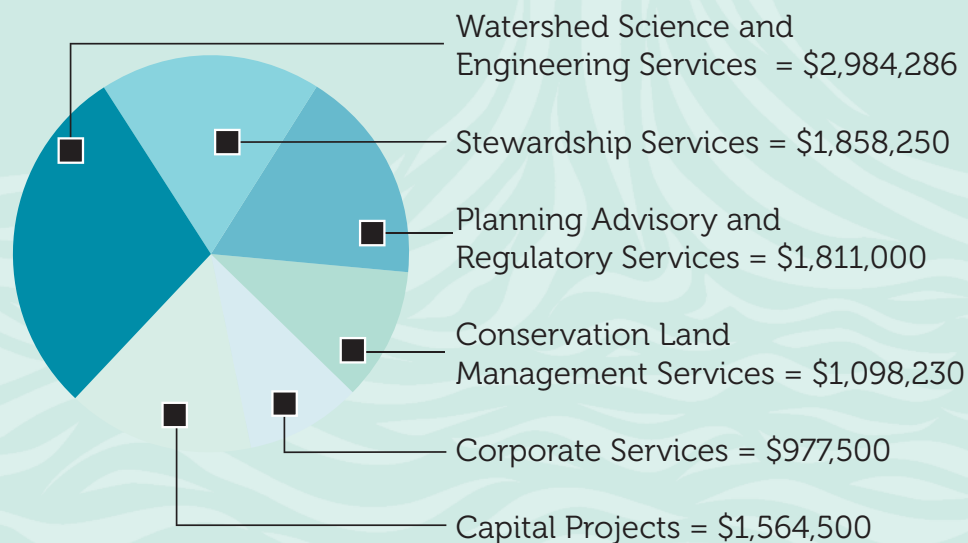 Watershed Science and
Engineering Services = $2,984,286
Stewardship Services = $1,858,250
Planning Advisory and
Regulatory Services = $1,811,000
Conservation Land
Management Services = $1,098,230
Corporate Services = $977,500
Capital Projects = $1,564,500